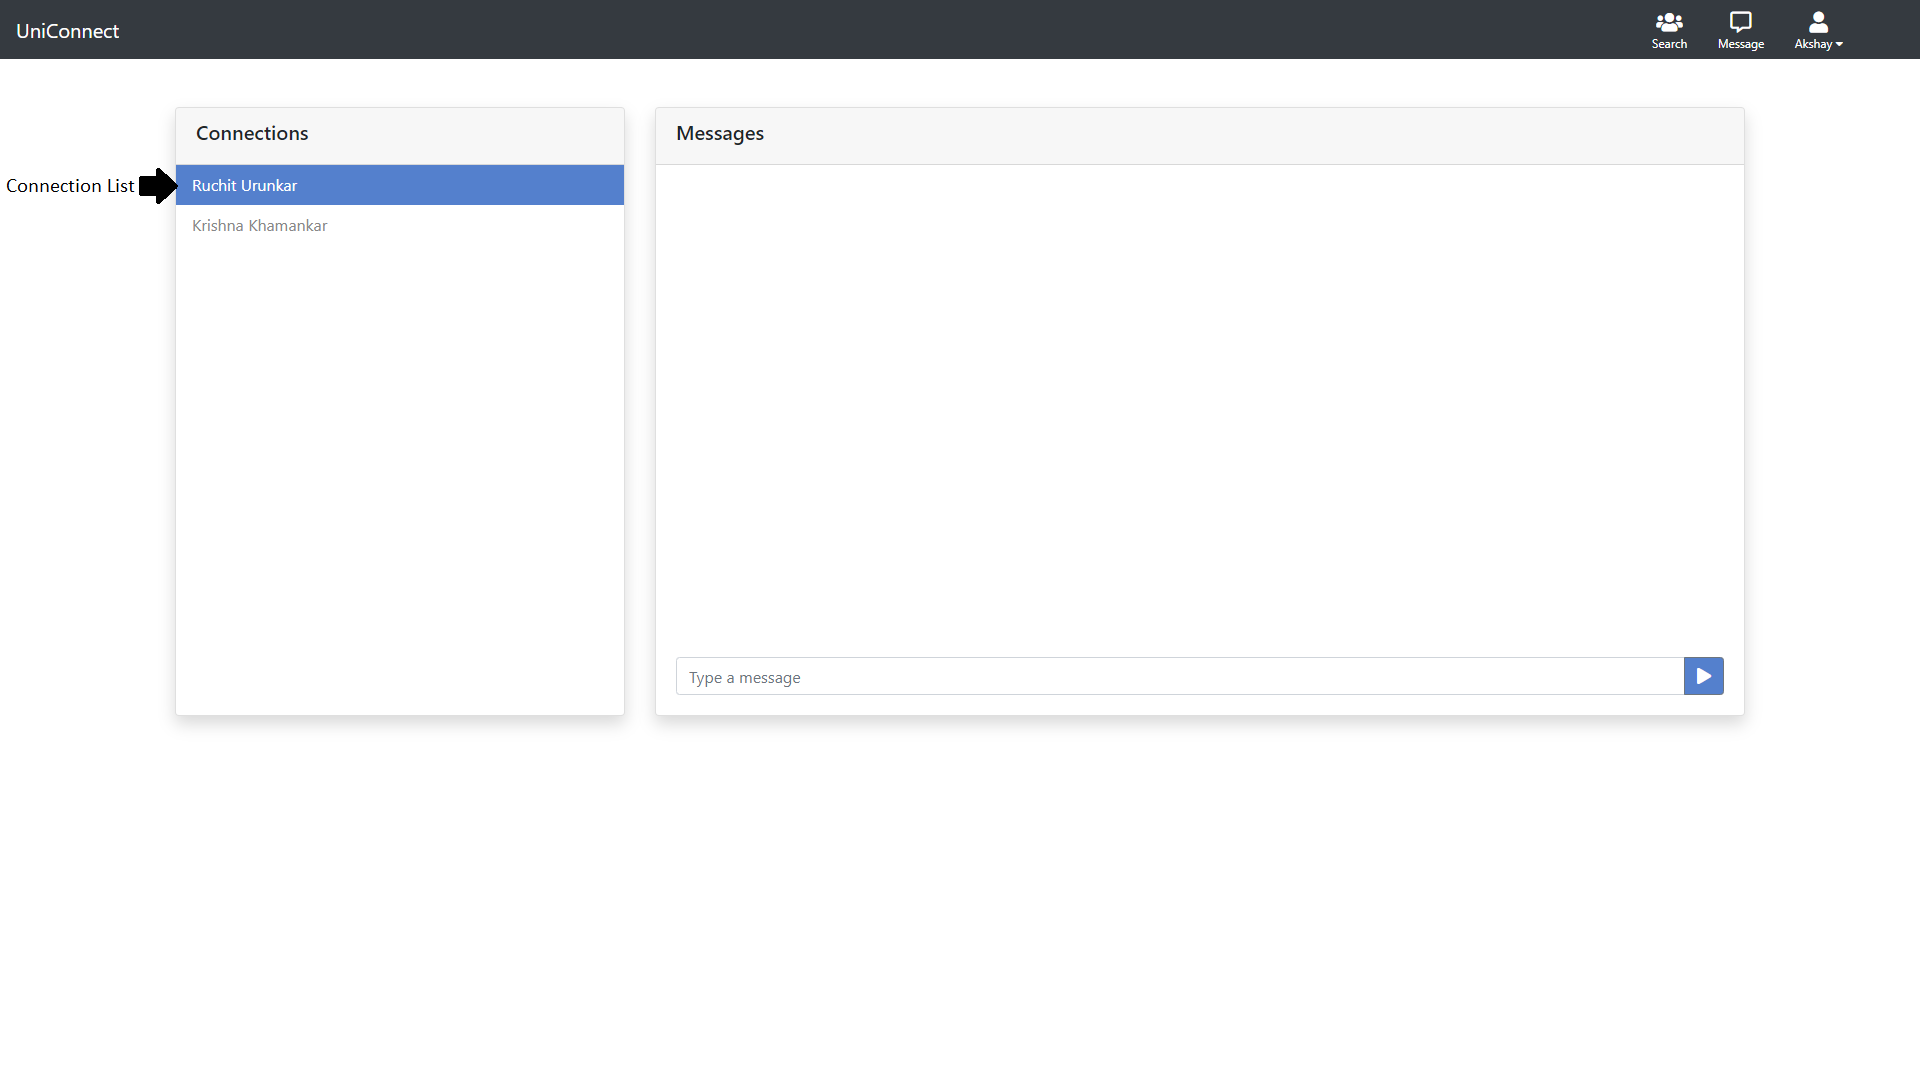 UniConnect
Search
Message
Akshay
Connections
Messages
Connection List
Ruchit Urunkar
Krishna Khamankar
Type a message